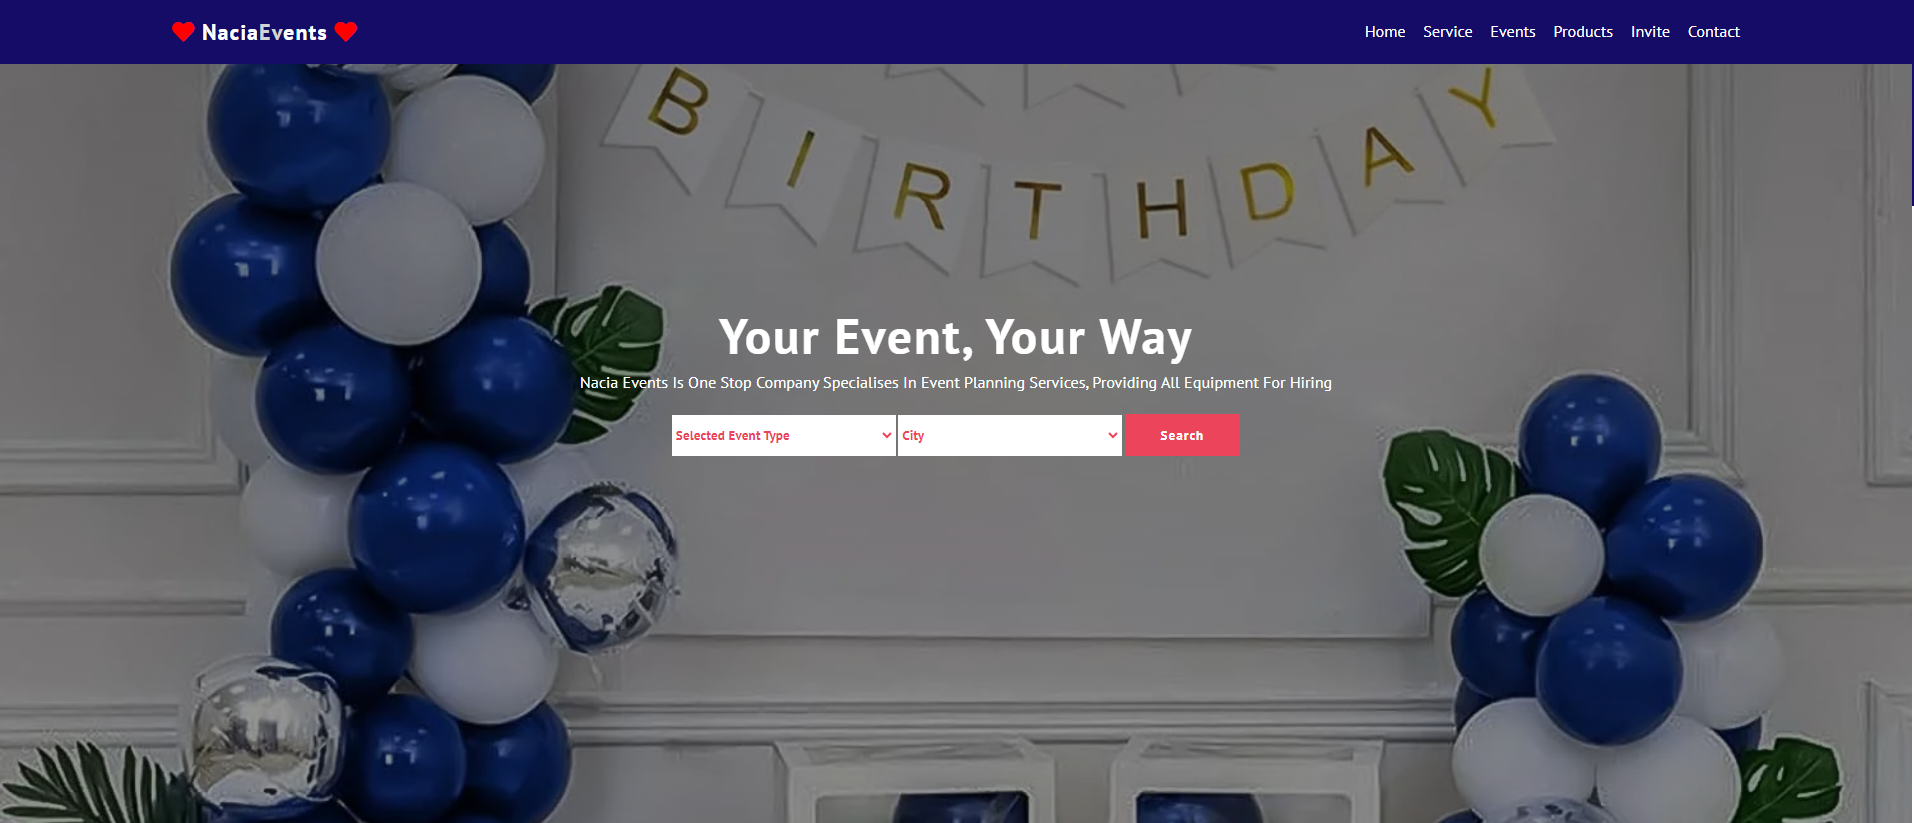 NaciaEvents
Home Service Events Products Invite Contact
BIRTHDAY
Your Event, Your Way
Nacia Events Is One Stop Company Specialises In Event Planning Services, Providing All Equipment For Hiring
Selected Event Type City Search